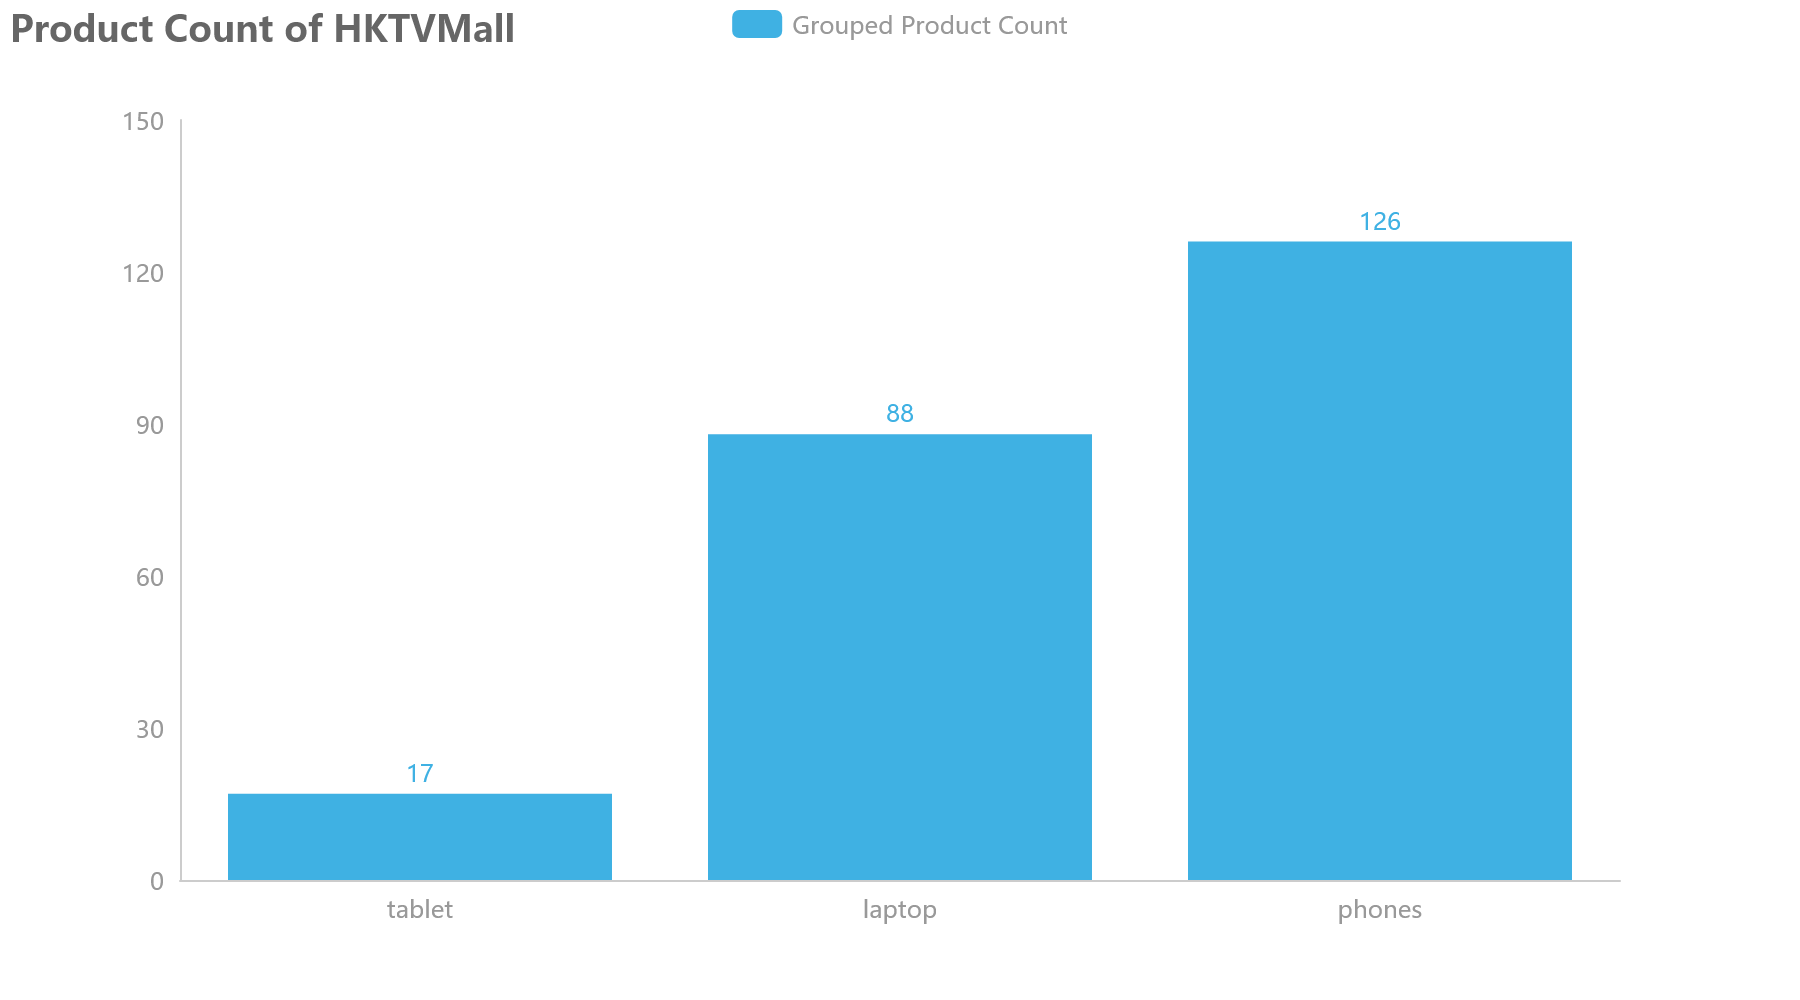 Product Count of HKTVMall
Grouped Product Count
150
120
90
60
30
0
17
88
126
tablet
laptop
phones